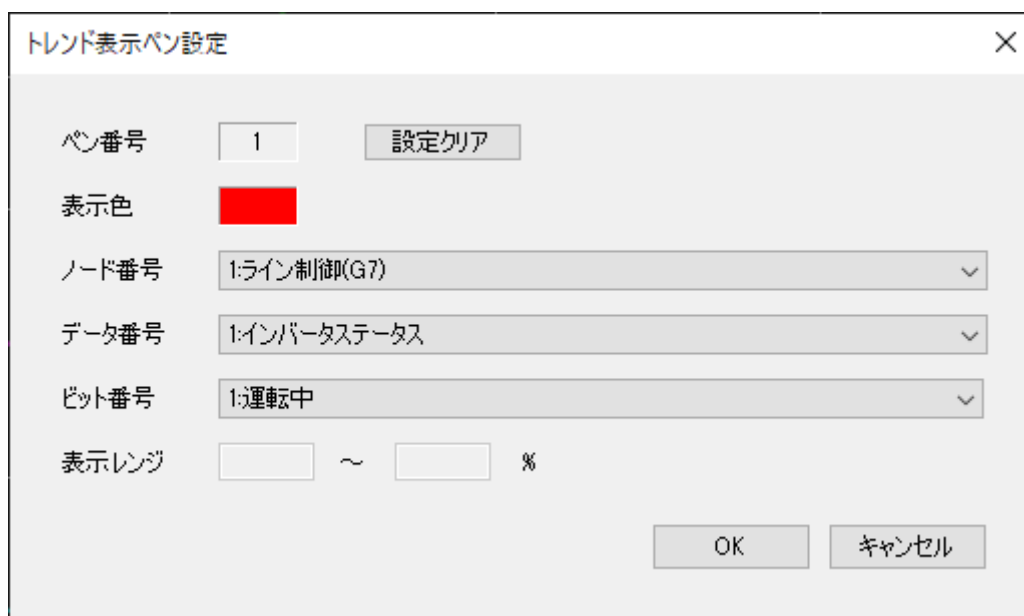 トレンド表示ペン設定
ペン番号 1 設定クリア
表示色
ノード番号 1:ライン制御(G7)
データ番号 1:インバータステータス
ビット番号 1:運転中
表示レンジ ～ %
OK キャンセル